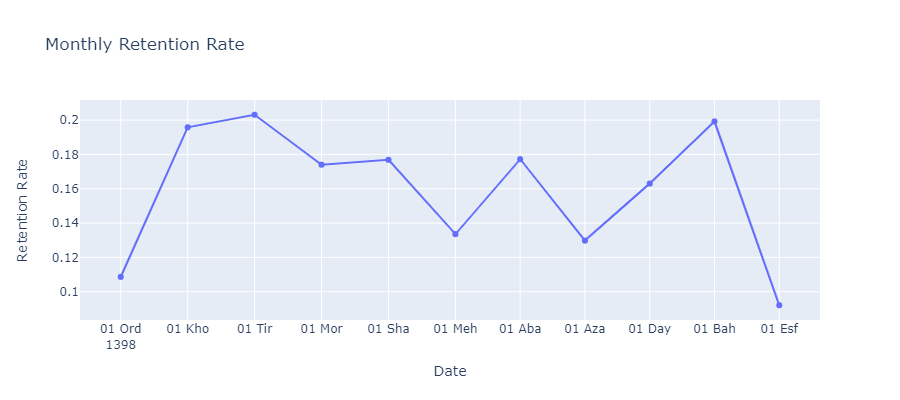 Monthly Retention Rate
Retention Rate
0.2
0.18
0.16
0.14
0.12
0.1
01 Ord 01 Kho 01 Tir 01 Mor 01 Sha 01 Meh 01 Aba 01 Aza 01 Day 01 Bah 01 Esf
1398
Date